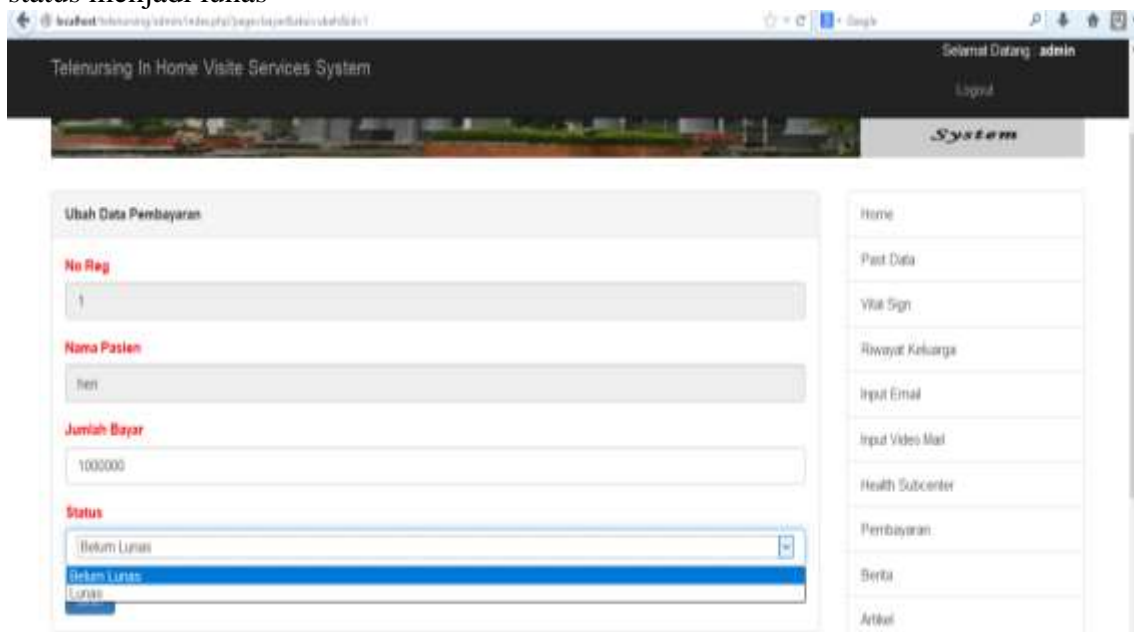 status menjadi lunas
Google
Telenursing In Home Visite Services System
Selamat Datang : admin
Logout
System
Ubah Data Pembayaran
No Reg
1
Nama Pasien
heri
Jumlah Bayar
1000000
Status
Belum Lunas
Belum Lunas
Lunas
Home
Past Data
Vital Sign
Riwayat Keluarga
Input Email
Input Video Mail
Health Subcenter
Pembayaran
Berita
Artikel